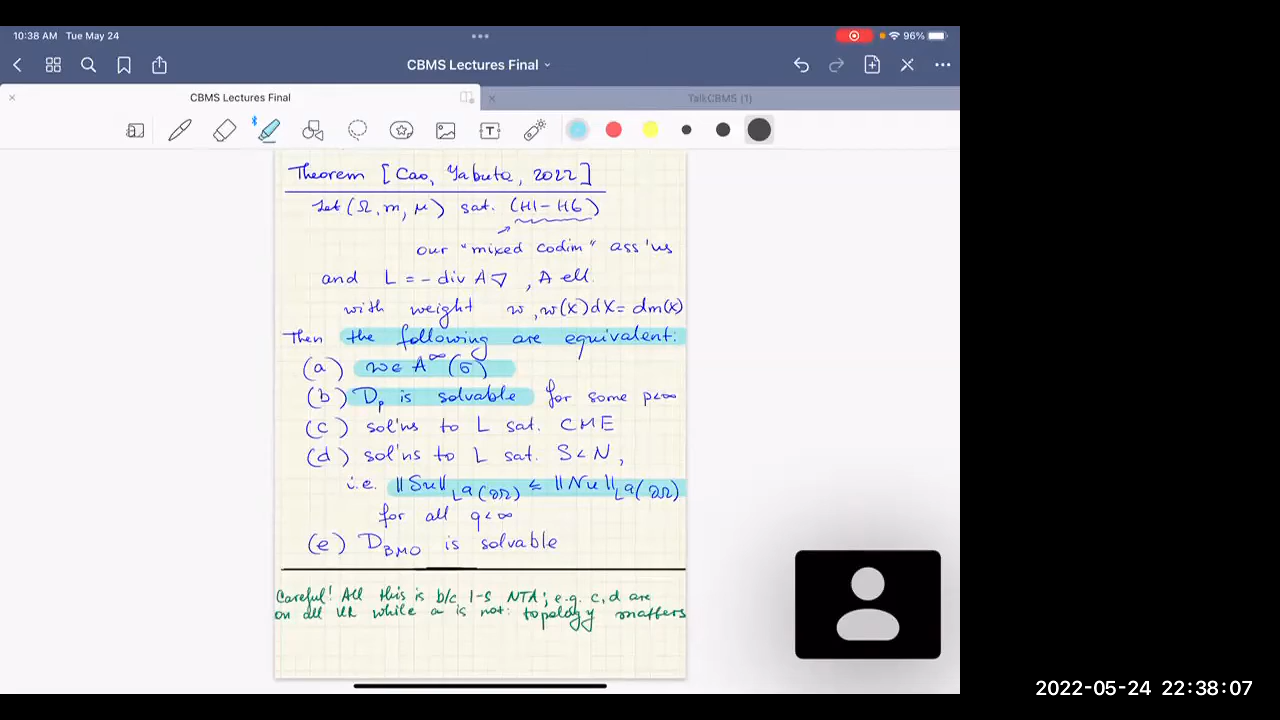 10:38 AM Tue May 24
96%
CBMS Lectures Final
CBMS Lectures Final
TalkCBMS (1)
Theorem [Cao, Yabuta, 2022]
Let (Ω, m, μ) sat. (H1-H6)
our "mixed codim" ass'ns
and L = -div A∇, A ell.
with weight w, w(X)dX = dm(X)
Then the following are equivalent:
(a) w ∈ A^∞(σ)
(b) D_p is solvable for some p<∞
(c) sol'ns to L sat. CME
(d) sol'ns to L sat. S<N,
i.e. ||Su||_L^q(∂Ω) ≲ ||Nu||_L^q(∂Ω)
for all q<∞
(e) D_BMO is solvable
Careful! All this is b/c 1-s NTA; e.g. c, d are
on all UR while a is not: topology matters
2022-05-24 22:38:07